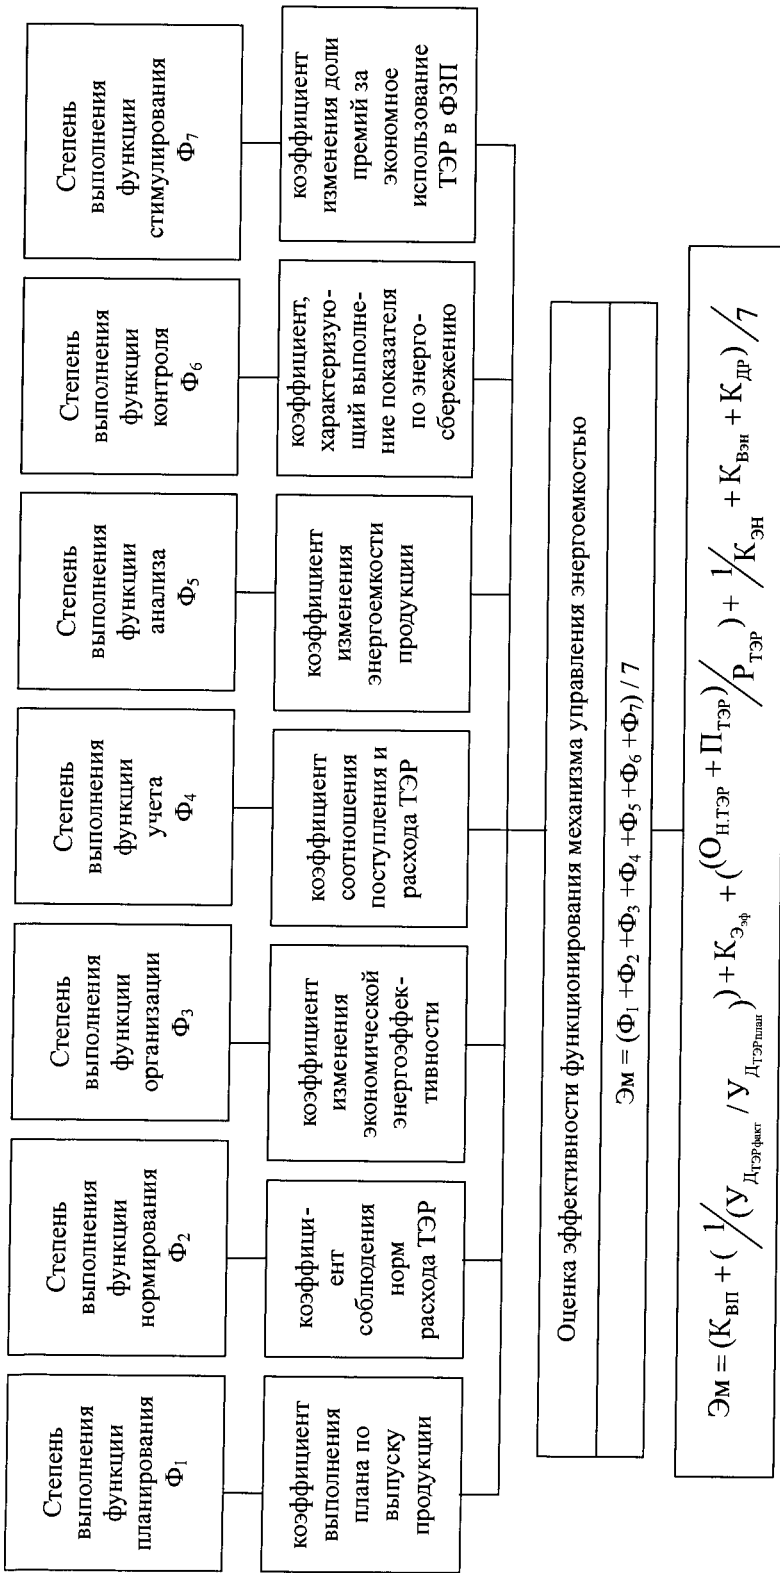 Степень
выполнения
функции
планирования
Ф1
Степень
выполнения
функции
нормирования
Ф2
Степень
выполнения
функции
организации
Ф3
Степень
выполнения
функции
учета
Ф4
Степень
выполнения
функции
анализа
Ф5
Степень
выполнения
функции
контроля
Ф6
Степень
выполнения
функции
стимулирования
Ф7
коэффициент
выполнения
плана по
выпуску
продукции
коэффици-
ент
соблюдения
норм
расхода ТЭР
коэффициент
изменения
экономической
энергоэффек-
тивности
коэффициент
соотношения
поступления и
расхода ТЭР
коэффициент
изменения
энергоемкости
продукции
коэффициент,
характеризую-
щий выполне-
ние показателя
по энерго-
сбережению
коэффициент
изменения доли
премий за
экономное
использование
ТЭР в ФЗП
Оценка эффективности функционирования механизма управления энергоемкостью
Эм = (Ф1 +Ф2 +Ф3 +Ф4 +Ф5 +Ф6 +Ф7) / 7
Эм = (КВП + (1/(УДТЭРфакт /УДТЭРплан)) + КЭэф + ((ОН.ТЭР + ПТЭР)/РТЭР) + 1/КЭН + КВэн + КДР) / 7